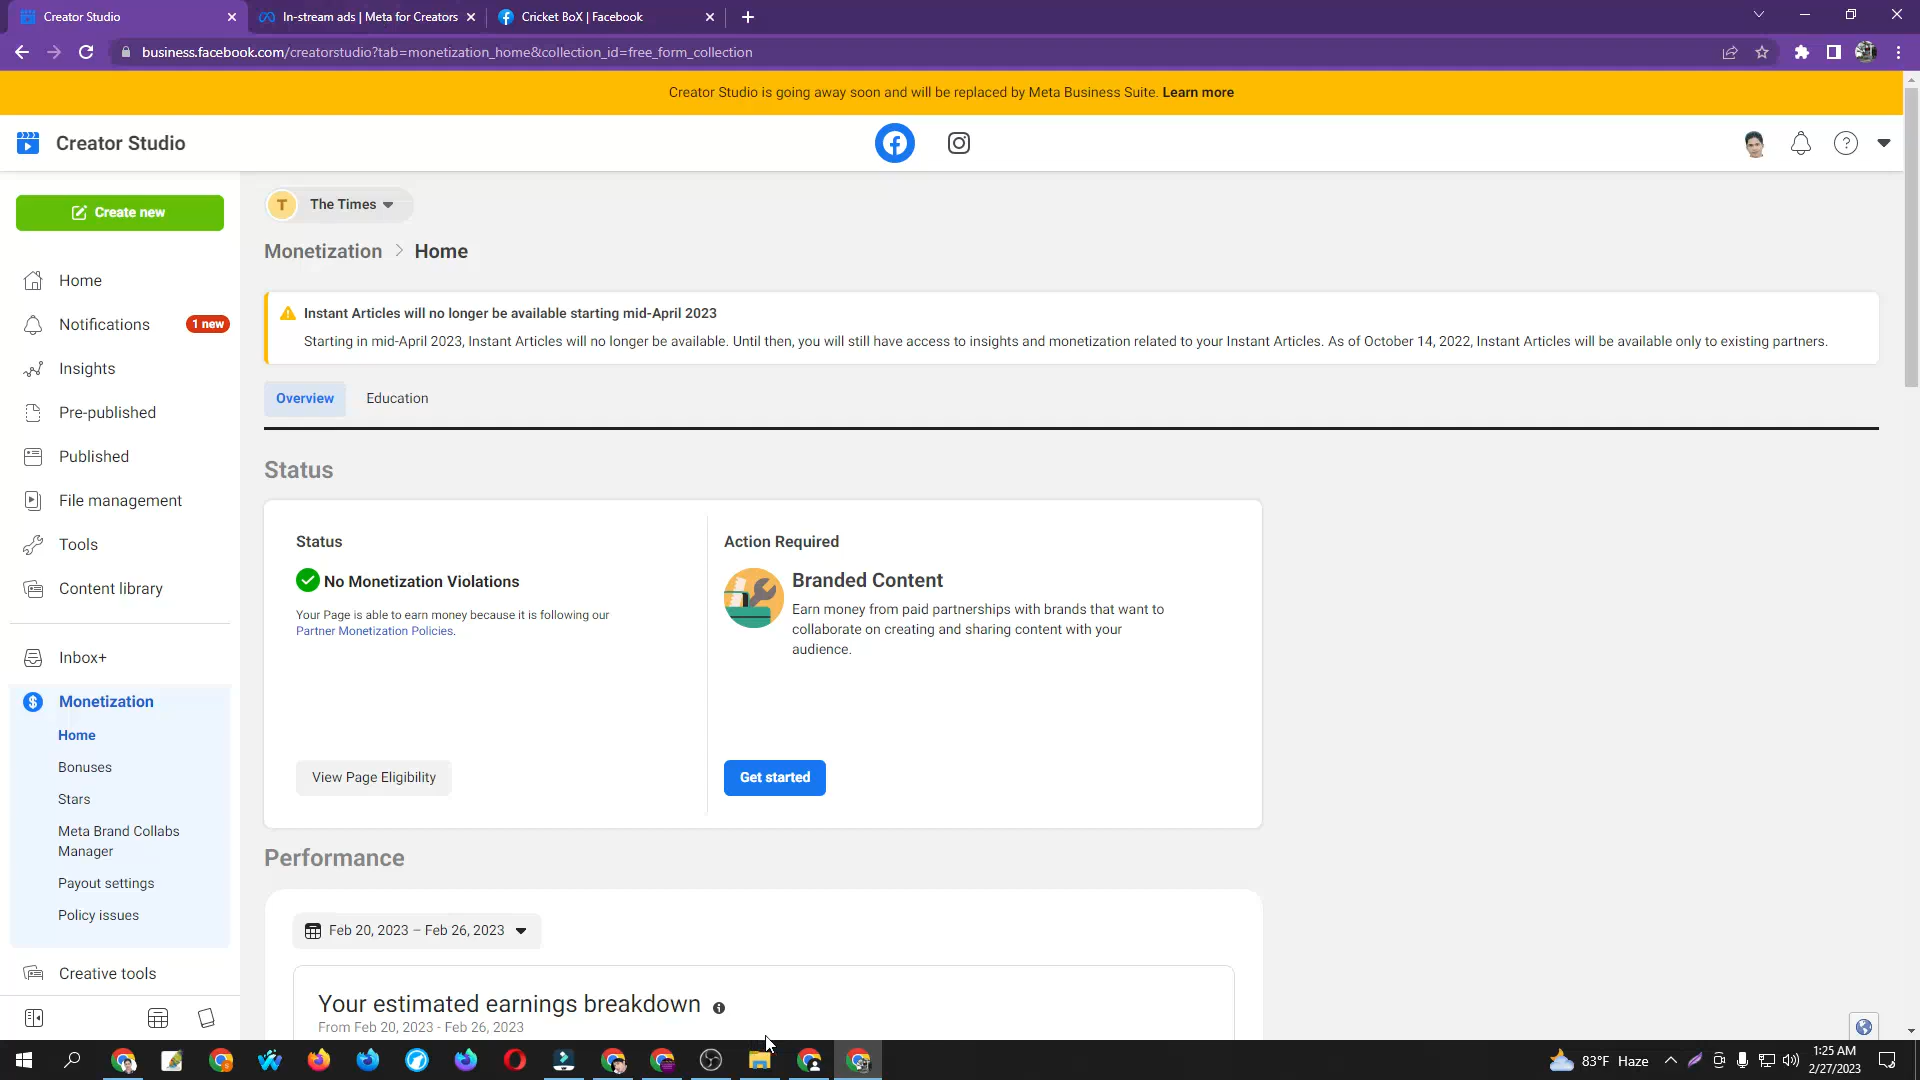 Creator Studio
In-stream ads | Meta for Creators
Cricket BoX | Facebook
business.facebook.com/creatorstudio?tab=monetization_home&collection_id=free_form_collection
Creator Studio is going away soon and will be replaced by Meta Business Suite. Learn more
Creator Studio
Create new
Home
Notifications
1 new
Insights
Pre-published
Published
File management
Tools
Content library
Inbox+
Monetization
Home
Bonuses
Stars
Meta Brand Collabs
Manager
Payout settings
Policy issues
Creative tools
T
The Times
Monetization > Home
Instant Articles will no longer be available starting mid-April 2023
Starting in mid-April 2023, Instant Articles will no longer be available. Until then, you will still have access to insights and monetization related to your Instant Articles. As of October 14, 2022, Instant Articles will be available only to existing partners.
Overview
Education
Status
Status
No Monetization Violations
Your Page is able to earn money because it is following our
Partner Monetization Policies.
View Page Eligibility
Action Required
Branded Content
Earn money from paid partnerships with brands that want to
collaborate on creating and sharing content with your
audience.
Get started
Performance
Feb 20, 2023 – Feb 26, 2023
Your estimated earnings breakdown
From Feb 20, 2023 - Feb 26, 2023
83°F Haze
1:25 AM
2/27/2023